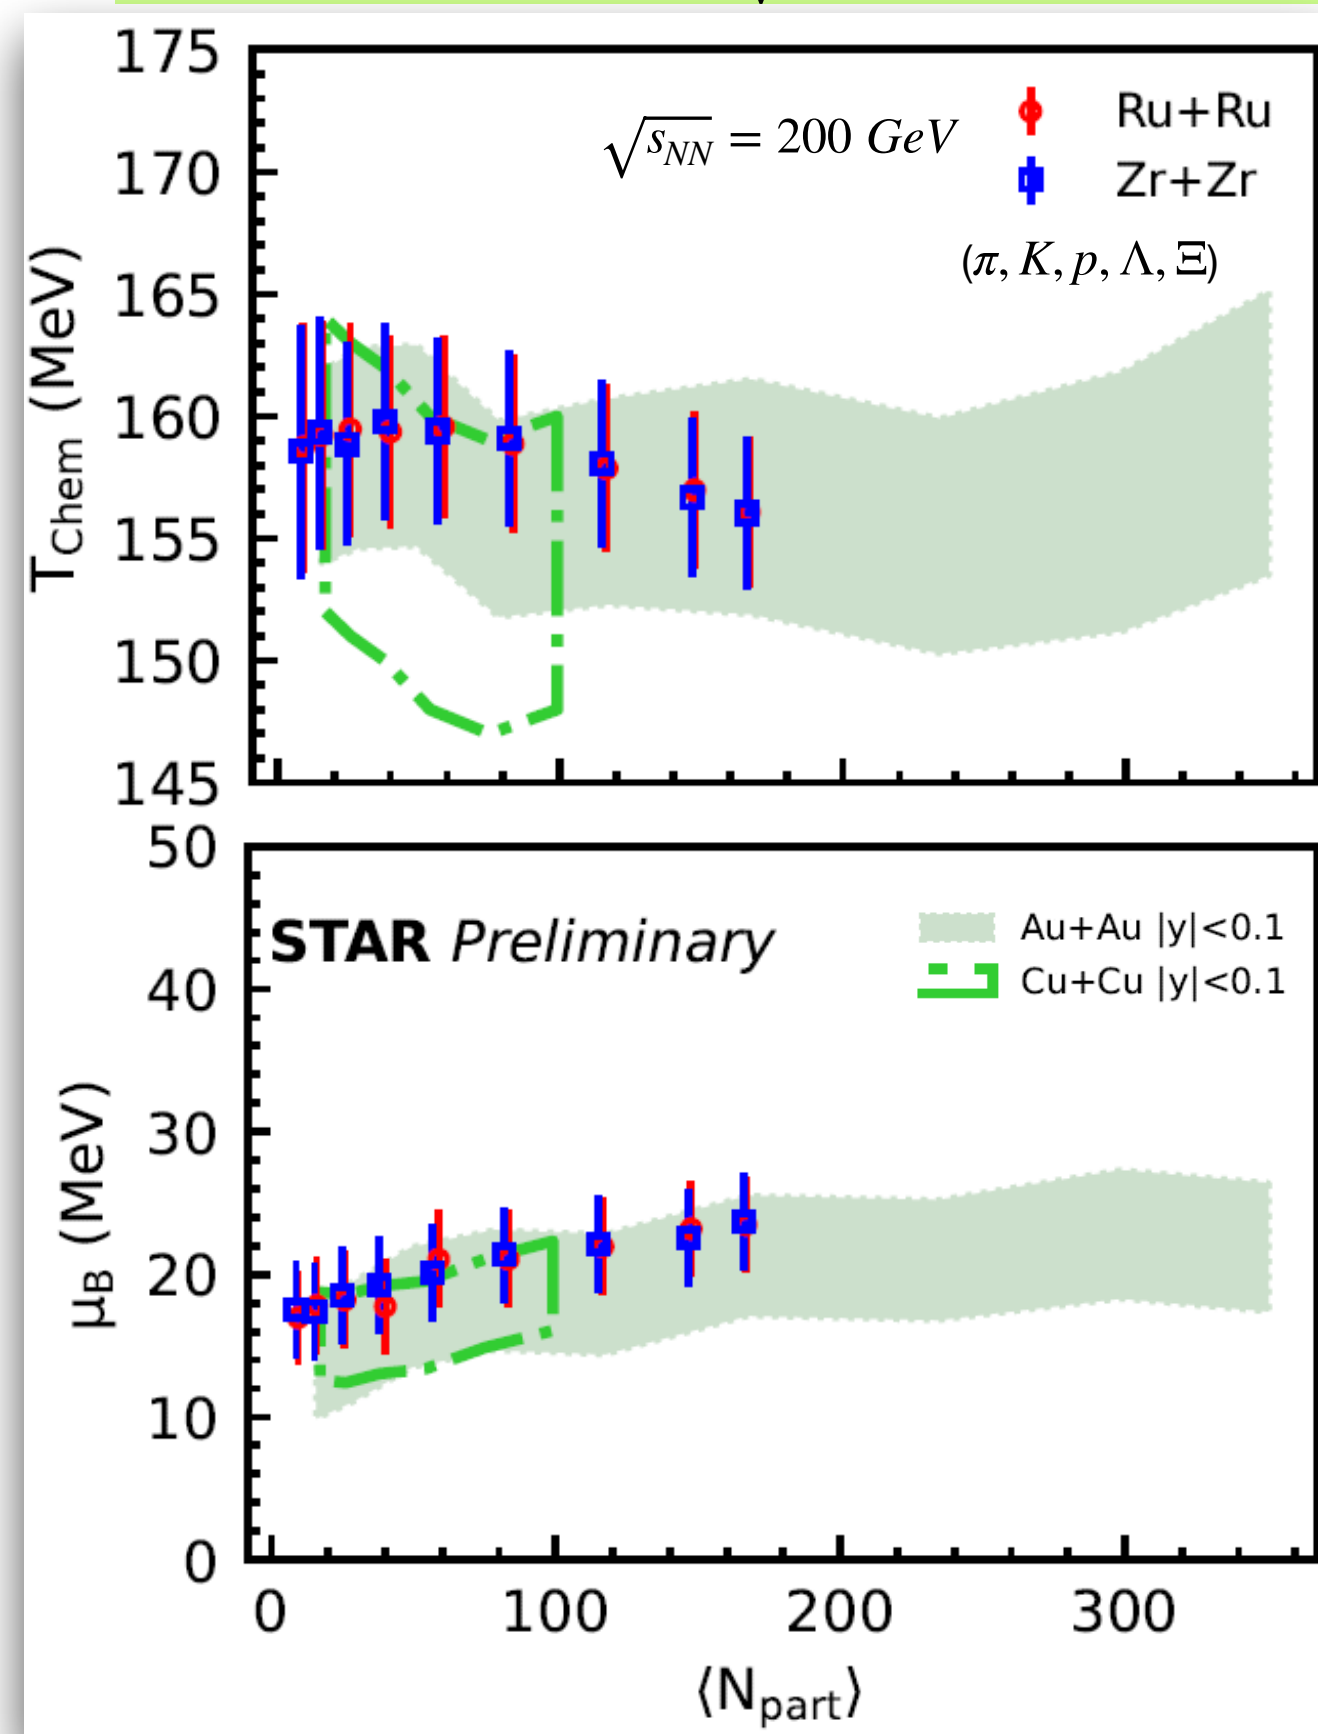 175
170
165
160
155
150
145
T_Chem (MeV)
√s_NN = 200 GeV
Ru+Ru
Zr+Zr
(π, K, p, Λ, Ξ)
50
40
30
20
10
0
μ_B (MeV)
STAR Preliminary
Au+Au |y|<0.1
Cu+Cu |y|<0.1
0 100 200 300
⟨N_part⟩